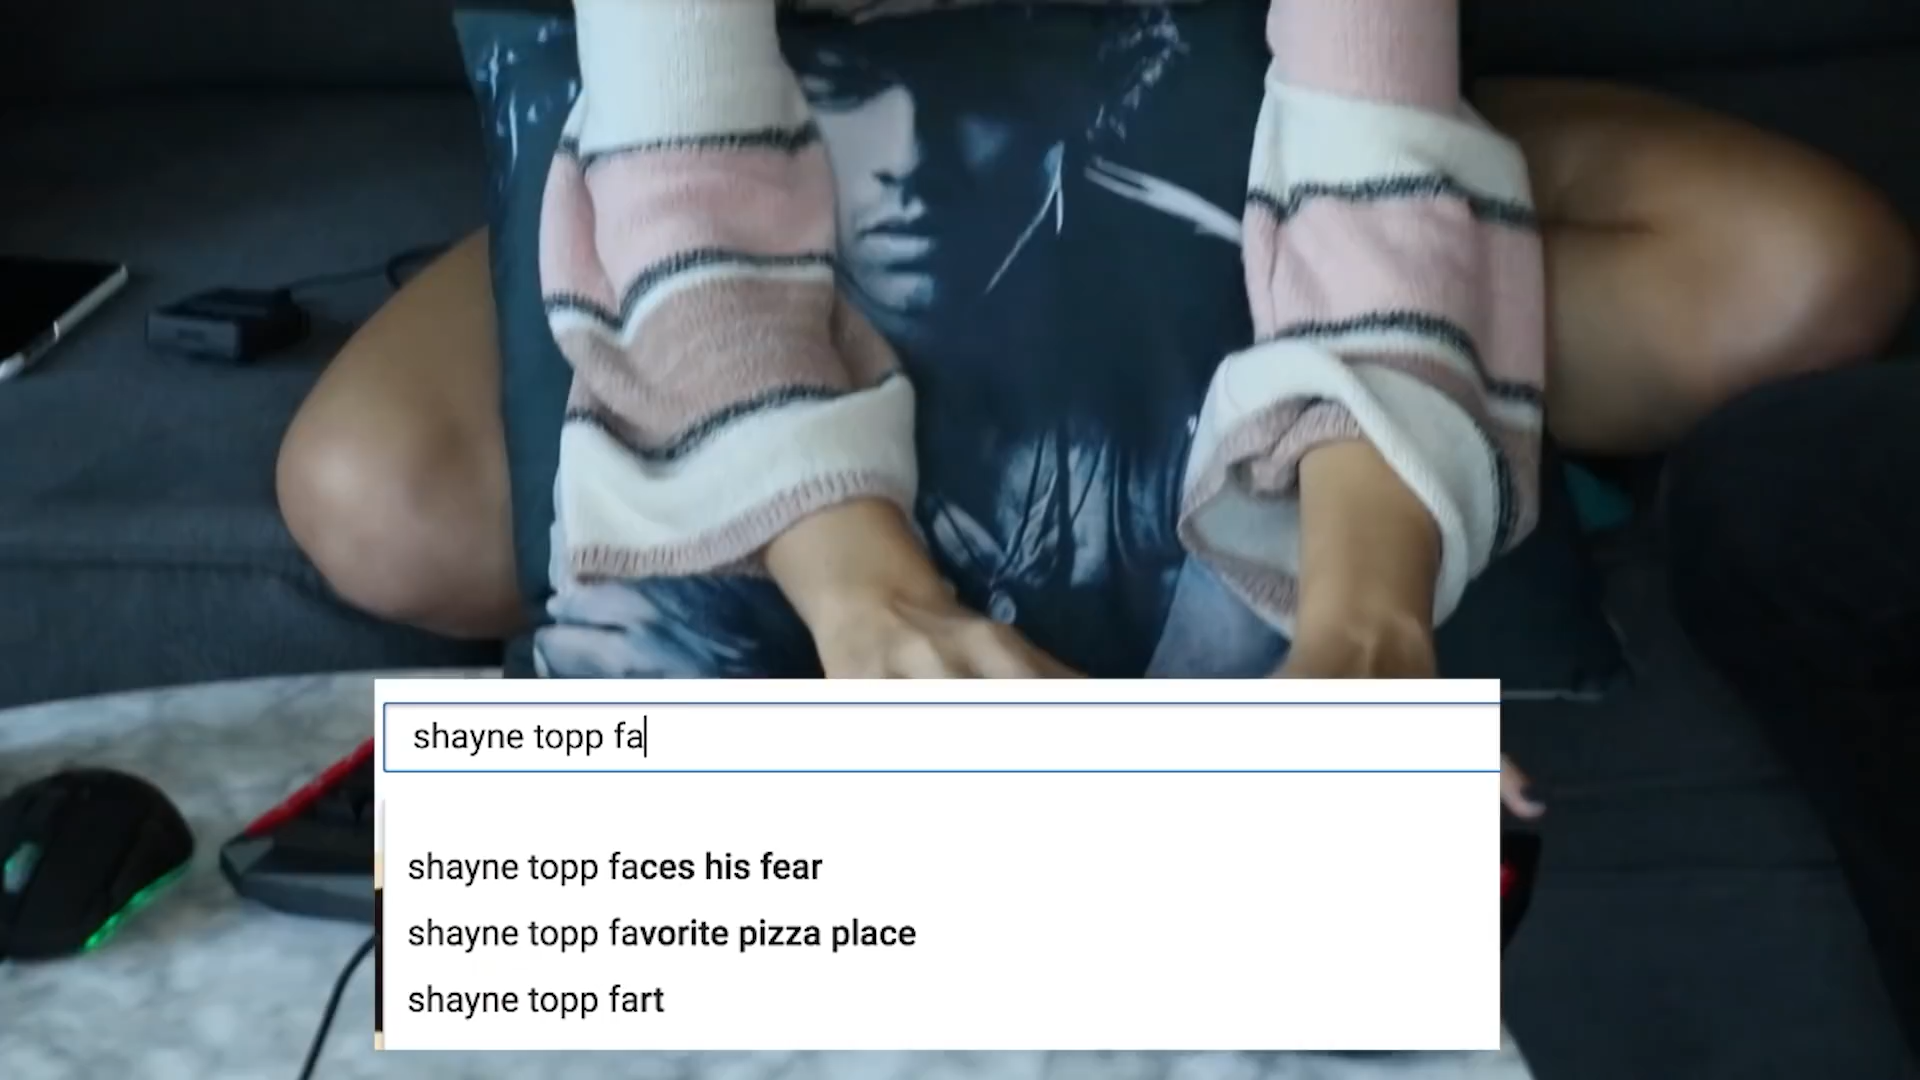 shayne topp fa
shayne topp faces his fear
shayne topp favorite pizza place
shayne topp fart